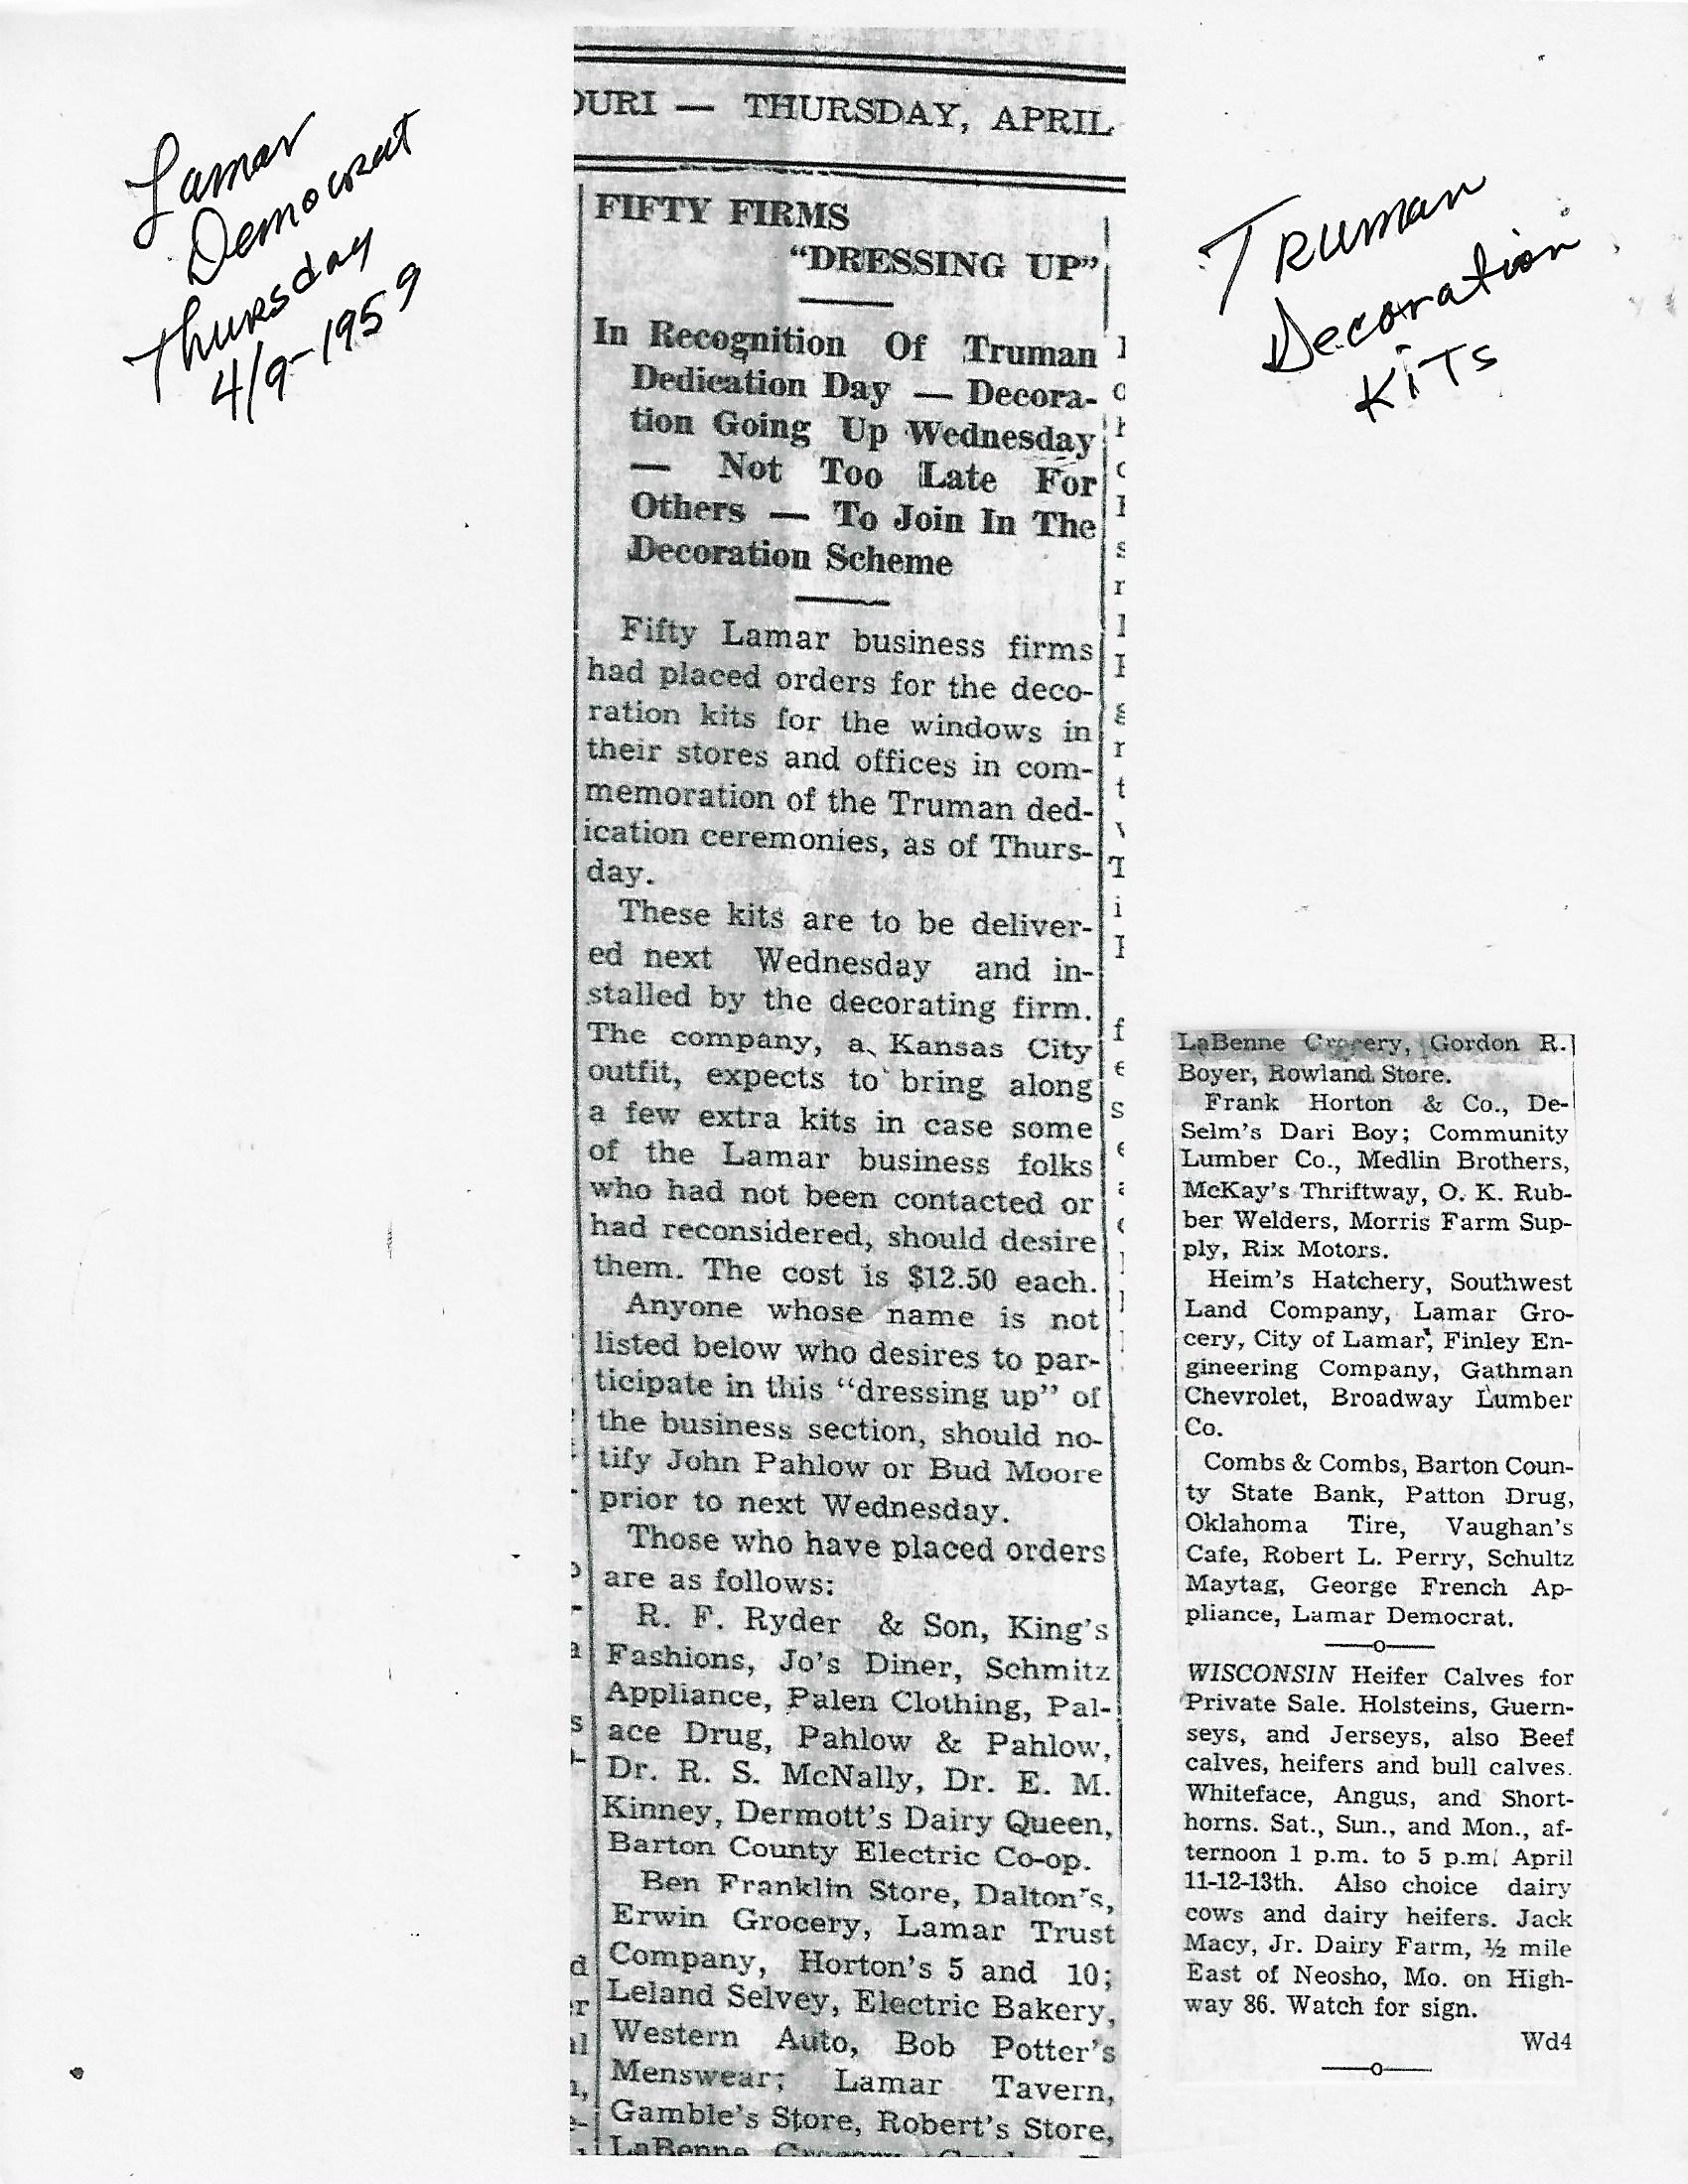 Lamar
Democrat
Thursday
4/9-1959
TRUMAN
Decoration
KiTs
OURI — THURSDAY, APRIL
FIFTY FIRMS
“DRESSING UP”
In Recognition Of Truman
Dedication Day — Decora-
tion Going Up Wednesday
— Not Too Late For
Others — To Join In The
Decoration Scheme
Fifty Lamar business firms
had placed orders for the deco-
ration kits for the windows in
their stores and offices in com-
memoration of the Truman ded-
ication ceremonies, as of Thurs-
day.
These kits are to be deliver-
ed next Wednesday and in-
stalled by the decorating firm.
The company, a Kansas City
outfit, expects to bring along
a few extra kits in case some
of the Lamar business folks
who had not been contacted or
had reconsidered, should desire
them. The cost is $12.50 each.
Anyone whose name is not
listed below who desires to par-
ticipate in this “dressing up” of
the business section, should no-
tify John Pahlow or Bud Moore
prior to next Wednesday.
Those who have placed orders
are as follows:
R. F. Ryder & Son, King’s
Fashions, Jo’s Diner, Schmitz
Appliance, Palen Clothing, Pal-
ace Drug, Pahlow & Pahlow,
Dr. R. S. McNally, Dr. E. M.
Kinney, Dermott’s Dairy Queen,
Barton County Electric Co-op.
Ben Franklin Store, Dalton’s,
Erwin Grocery, Lamar Trust
Company, Horton’s 5 and 10;
Leland Selvey, Electric Bakery,
Western Auto, Bob Potter’s
Menswear; Lamar Tavern,
Gamble’s Store, Robert’s Store,
LaBenne Grocery,
LaBenne Grocery, Gordon R.
Boyer, Rowland Store.
Frank Horton & Co., De-
Selm’s Dari Boy; Community
Lumber Co., Medlin Brothers,
McKay’s Thriftway, O. K. Rub-
ber Welders, Morris Farm Sup-
ply, Rix Motors.
Heim’s Hatchery, Southwest
Land Company, Lamar Gro-
cery, City of Lamar, Finley En-
gineering Company, Gathman
Chevrolet, Broadway Lumber
Co.
Combs & Combs, Barton Coun-
ty State Bank, Patton Drug,
Oklahoma Tire, Vaughan’s
Cafe, Robert L. Perry, Schultz
Maytag, George French Ap-
pliance, Lamar Democrat.
WISCONSIN Heifer Calves for
Private Sale. Holsteins, Guern-
seys, and Jerseys, also Beef
calves, heifers and bull calves.
Whiteface, Angus, and Short-
horns. Sat., Sun., and Mon., af-
ternoon 1 p.m. to 5 p.m. April
11-12-13th. Also choice dairy
cows and dairy heifers. Jack
Macy, Jr. Dairy Farm, ½ mile
East of Neosho, Mo. on High-
way 86. Watch for sign.
Wd4